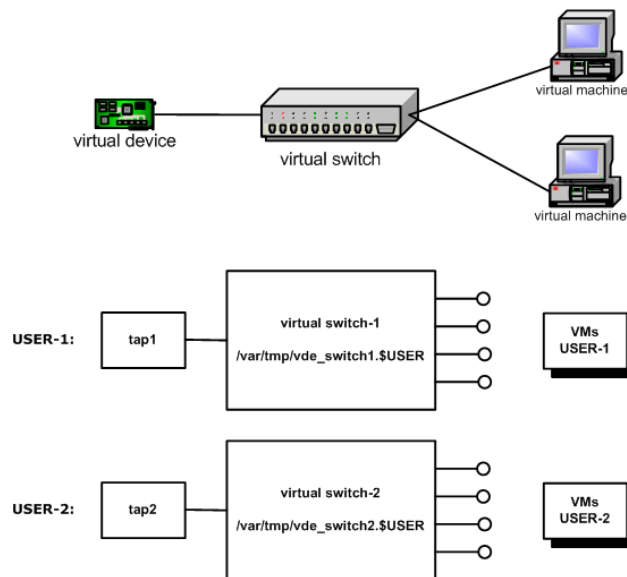 virtual machine
virtual device
virtual switch
virtual machine
USER-1:
tap1
virtual switch-1
/var/tmp/vde_switch1.$USER
VMs
USER-1
USER-2:
tap2
virtual switch-2
/var/tmp/vde_switch2.$USER
VMs
USER-2